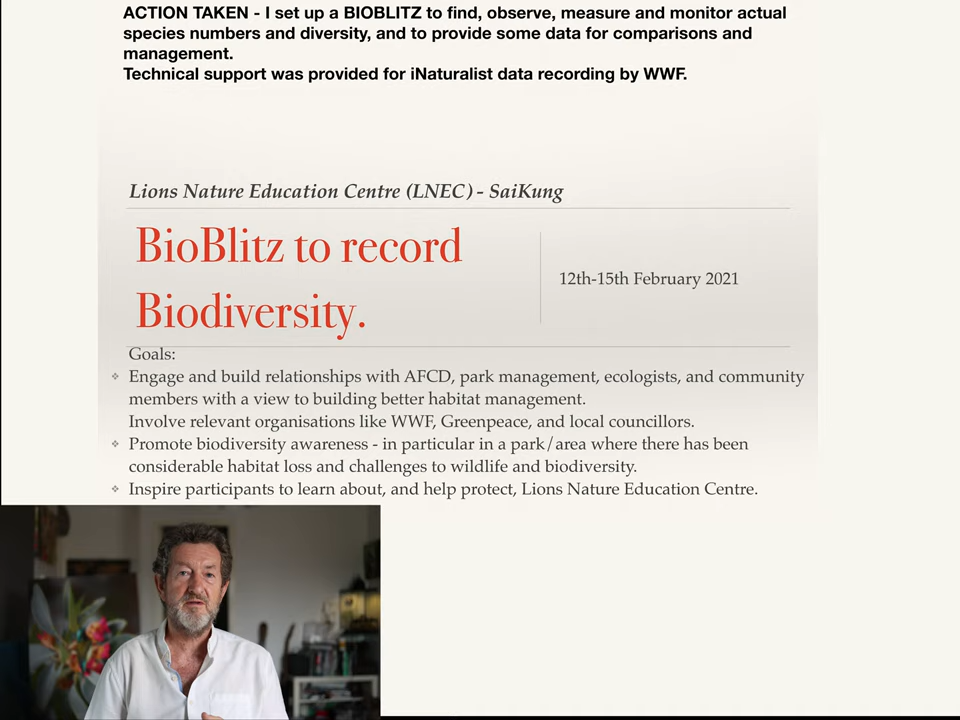 ACTION TAKEN - I set up a BIOBLITZ to find, observe, measure and monitor actual
species numbers and diversity, and to provide some data for comparisons and
management.
Technical support was provided for iNaturalist data recording by WWF.
Lions Nature Education Centre (LNEC) - SaiKung
BioBlitz to record
Biodiversity.
12th-15th February 2021
Goals:
❖ Engage and build relationships with AFCD, park management, ecologists, and community
members with a view to building better habitat management.
Involve relevant organisations like WWF, Greenpeace, and local councillors.
❖ Promote biodiversity awareness - in particular in a park/area where there has been
considerable habitat loss and challenges to wildlife and biodiversity.
❖ Inspire participants to learn about, and help protect, Lions Nature Education Centre.